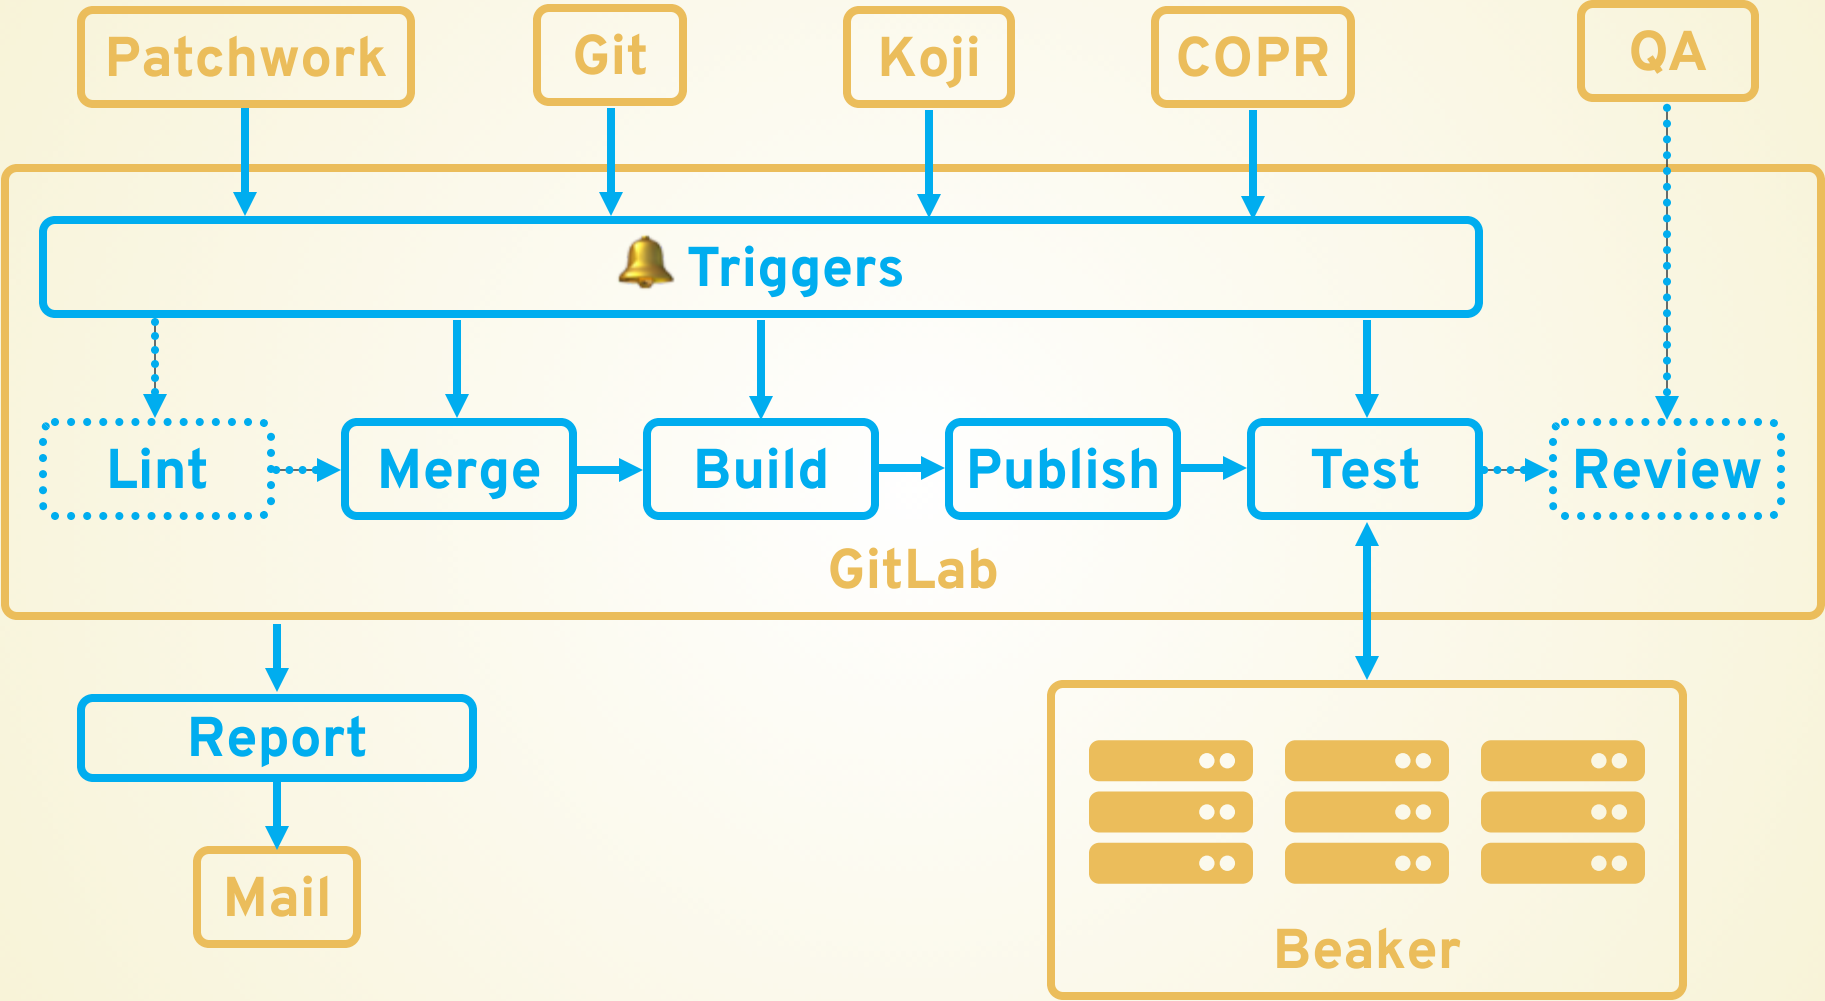 Patchwork
Git
Koji
COPR
QA
Triggers
Lint
Merge
Build
Publish
Test
Review
GitLab
Report
Mail
Beaker